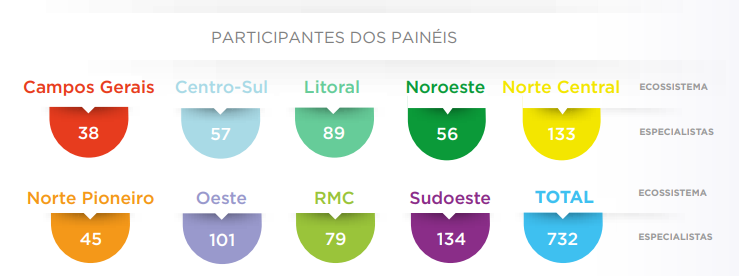 PARTICIPANTES DOS PAINÉIS
Campos Gerais Centro-Sul Litoral Noroeste Norte Central ECOSSISTEMA
38 57 89 56 133 ESPECIALISTAS
Norte Pioneiro Oeste RMC Sudoeste TOTAL ECOSSISTEMA
45 101 79 134 732 ESPECIALISTAS